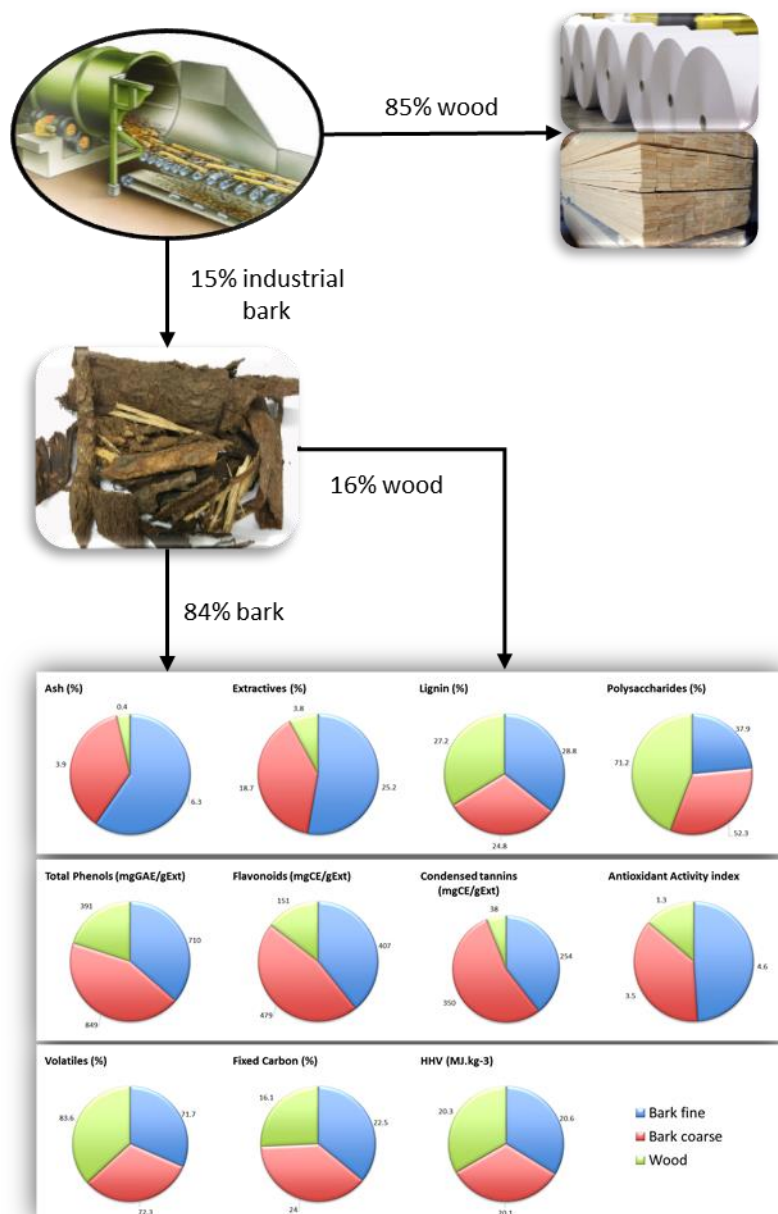 85% wood
15% industrial
bark
16% wood
84% bark
Ash (%)
0.4
3.9
6.3
Extractives (%)
3.8
18.7
25.2
Lignin (%)
27.2
28.8
24.8
Polysaccharides (%)
37.9
71.2
52.3
Total Phenols (mgGAE/gExt)
391
710
849
Flavonoids (mgCE/gExt)
151
407
479
Condensed tannins
(mgCE/gExt)
38
254
350
Antioxidant Activity index
1.3
4.6
3.5
Volatiles (%)
83.6
71.7
72.3
Fixed Carbon (%)
16.1
22.5
24
HHV (MJ.kg-3)
20.3
20.6
20.1
Bark fine
Bark coarse
Wood